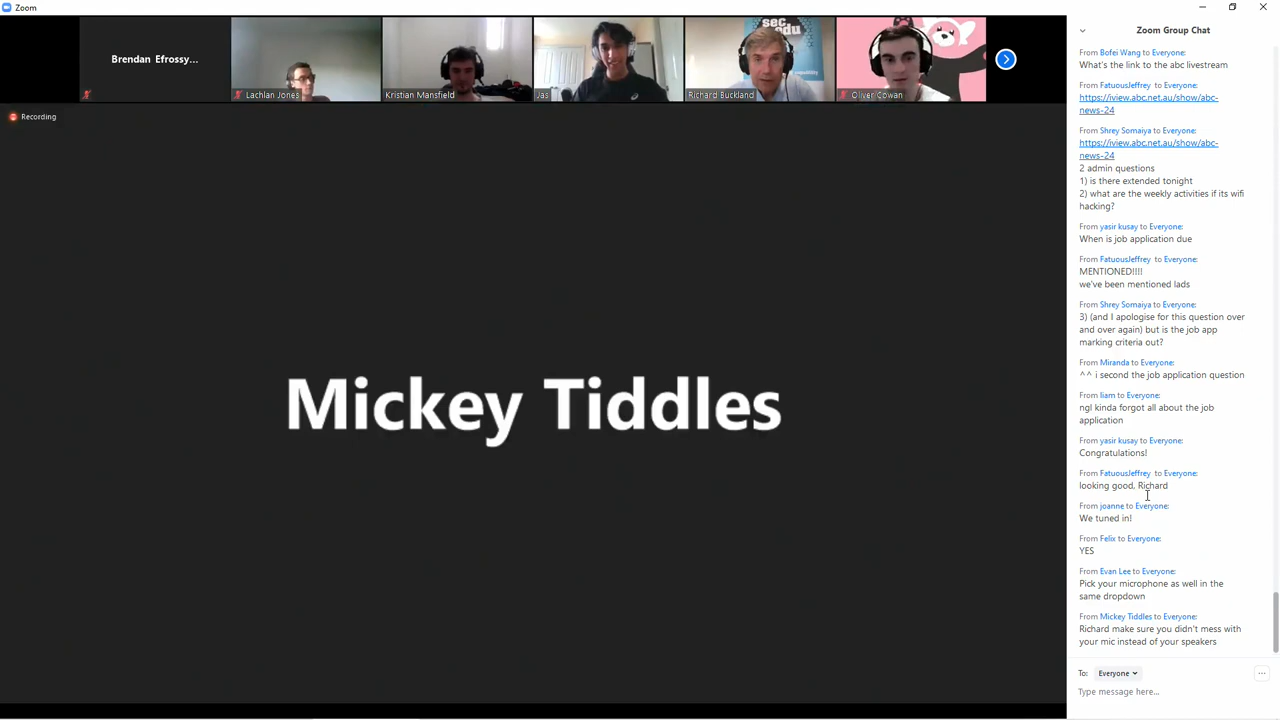 Zoom
Brendan Efrossy...
Lachlan Jones
Kristian Mansfield
Jas
sec
edu
Richard Buckland
Oliver Cowan
Recording
Mickey Tiddles
Zoom Group Chat
From Bofei Wang to Everyone:
What's the link to the abc livestream
From FatuousJeffrey to Everyone:
https://iview.abc.net.au/show/abc-
news-24
From Shrey Somaiya to Everyone:
https://iview.abc.net.au/show/abc-
news-24
2 admin questions
1) is there extended tonight
2) what are the weekly activities if its wifi
hacking?
From yasir kusay to Everyone:
When is job application due
From FatuousJeffrey to Everyone:
MENTIONED!!!!
we've been mentioned lads
From Shrey Somaiya to Everyone:
3) (and I apologise for this question over
and over again) but is the job app
marking criteria out?
From Miranda to Everyone:
^^ i second the job application question
From liam to Everyone:
ngl kinda forgot all about the job
application
From yasir kusay to Everyone:
Congratulations!
From FatuousJeffrey to Everyone:
looking good, Richard
From joanne to Everyone:
We tuned in!
From Felix to Everyone:
YES
From Evan Lee to Everyone:
Pick your microphone as well in the
same dropdown
From Mickey Tiddles to Everyone:
Richard make sure you didn't mess with
your mic instead of your speakers
To: Everyone
Type message here...